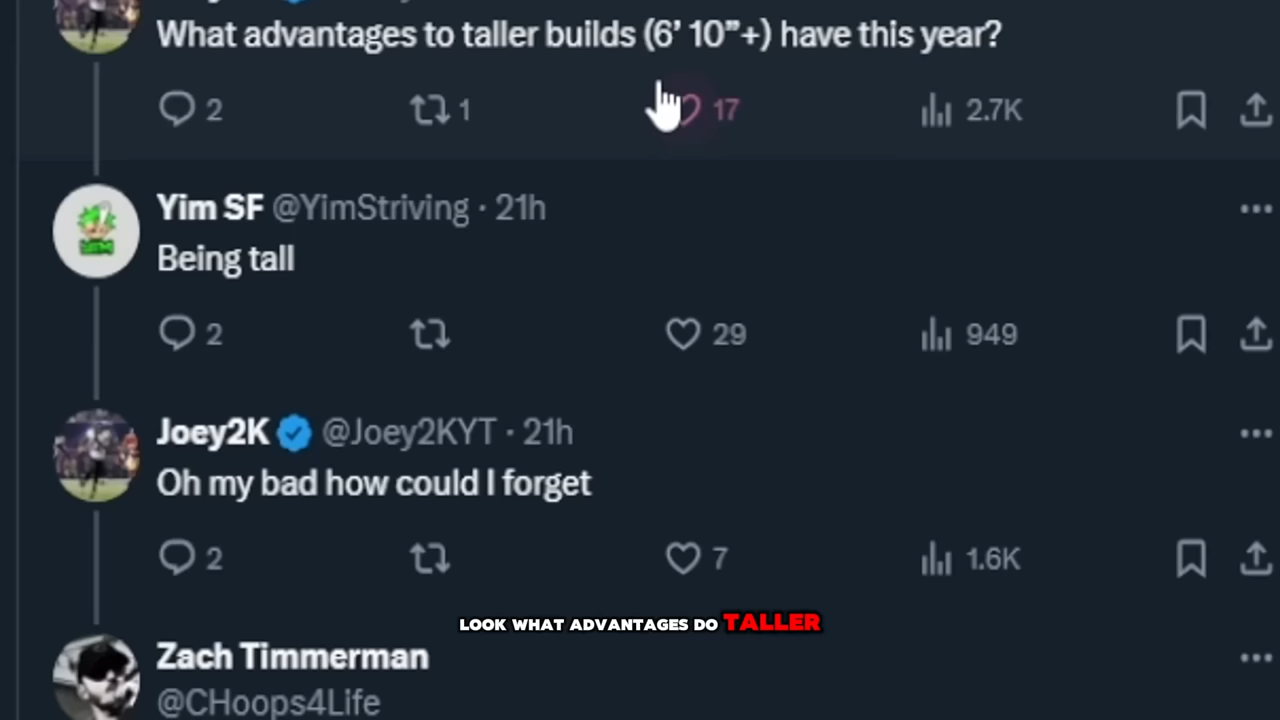 What advantages to taller builds (6’ 10”+) have this year?
2 1 17 2.7K
Yim SF @YimStriving · 21h
Being tall
2 29 949
Joey2K @Joey2KYT · 21h
Oh my bad how could I forget
2 7 1.6K
LOOK WHAT ADVANTAGES DO TALLER
Zach Timmerman
@CHoops4Life